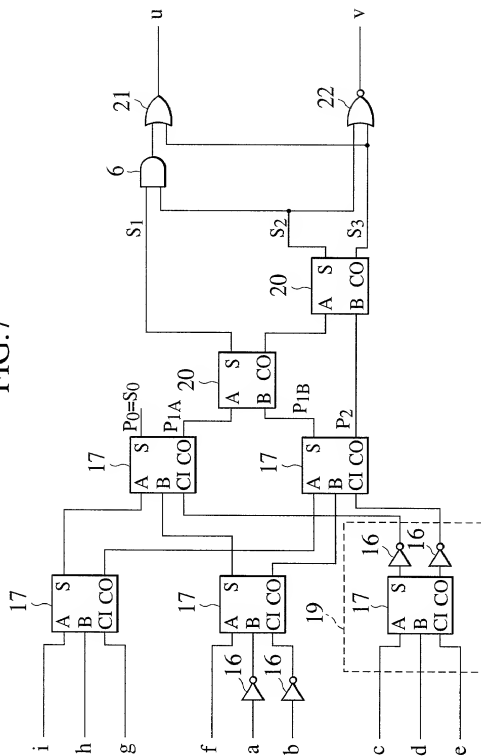 FIG.7
i
h
g
f
a
b
c
d
e
17
A S
B
CI CO
17
A S
B
CI CO
16
16
19
17
A S
B
CI CO
16
16
17
A S
B
CI CO
P0=S0
P1A
17
A S
B
CI CO
P1B
P2
20
A S
B CO
20
A S
B CO
S1
S2
S3
6
21
22
u
v